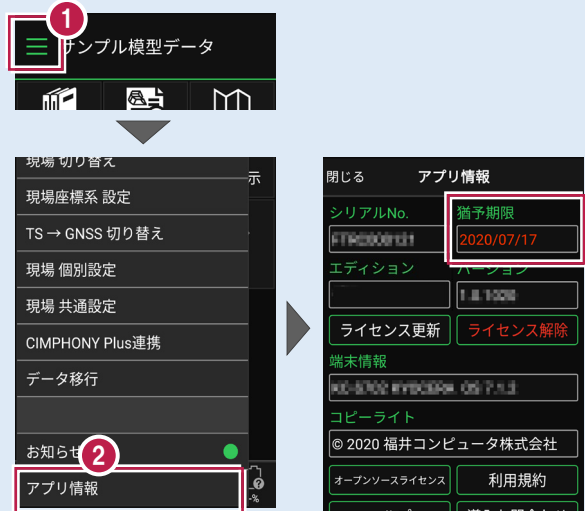 1
サンプル模型データ
現場 切り替え
示
現場座標系 設定
TS → GNSS 切り替え
現場 個別設定
現場 共通設定
CIMPHONY Plus連携
データ移行
お知らせ
2
アプリ情報
-%
閉じる
アプリ情報
シリアルNo.
猶予期限
2020/07/17
エディション
バージョン
ライセンス更新
ライセンス解除
端末情報
コピーライト
© 2020 福井コンピュータ株式会社
オープンソースライセンス
利用規約